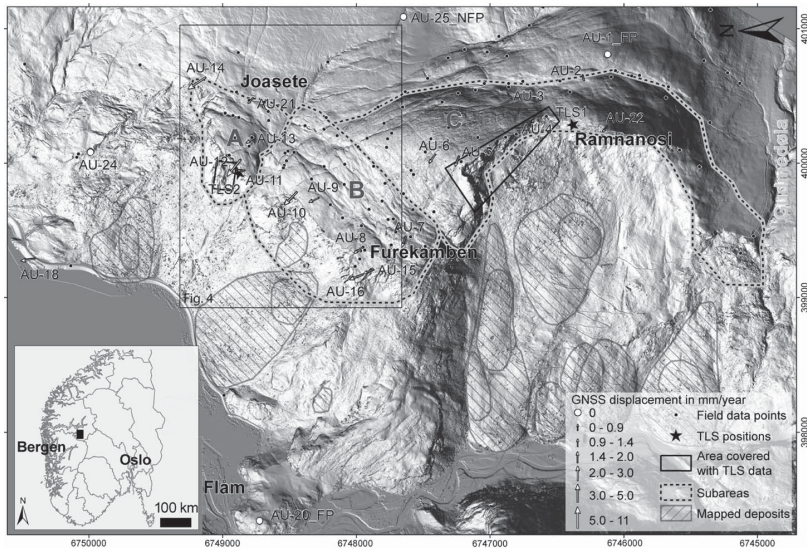 AU-25_NFP
AU-1_FF
N
401000
AU-14
Joasete
AU-2
AU-21
AU-3
TLS1
A
AU-13
C
AU-4
AU-22
Ramnanosi
AU-24
AU-6
AU-5
400000
TLS2
AU-11
B
AU-9
AU-10
AU-7
AU-8
Furekamben
AU-18
AU-15
AU-16
Fig. 4
399000
GNSS displacement in mm/year
0
0 - 0.9
0.9 - 1.4
1.4 - 2.0
2.0 - 3.0
3.0 - 5.0
5.0 - 11
Field data points
TLS positions
Area covered
with TLS data
Subareas
Mapped deposits
398000
Bergen
Oslo
N
100 km
Flåm
AU-20_FP
6750000
6749000
6748000
6747000
6746000
6745000